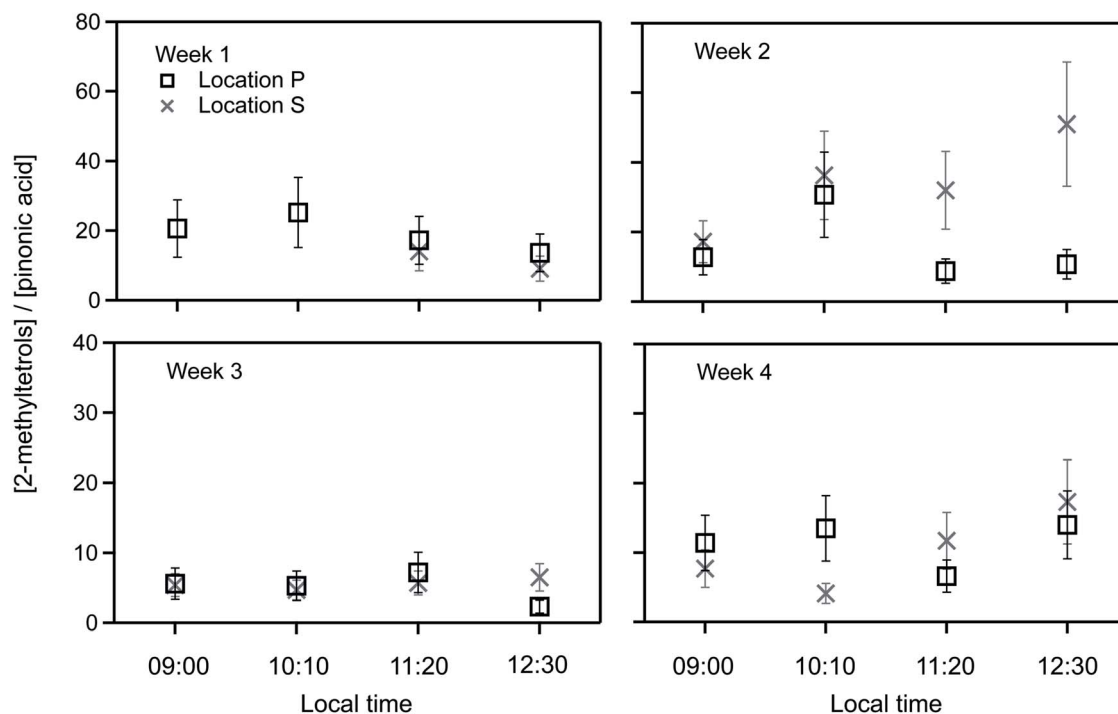 [2-methyltetrols] / [pinonic acid]
80
60
40
20
0
Week 1
Location P
Location S
Week 2
40
30
20
10
0
Week 3
Week 4
09:00 10:10 11:20 12:30
Local time
09:00 10:10 11:20 12:30
Local time